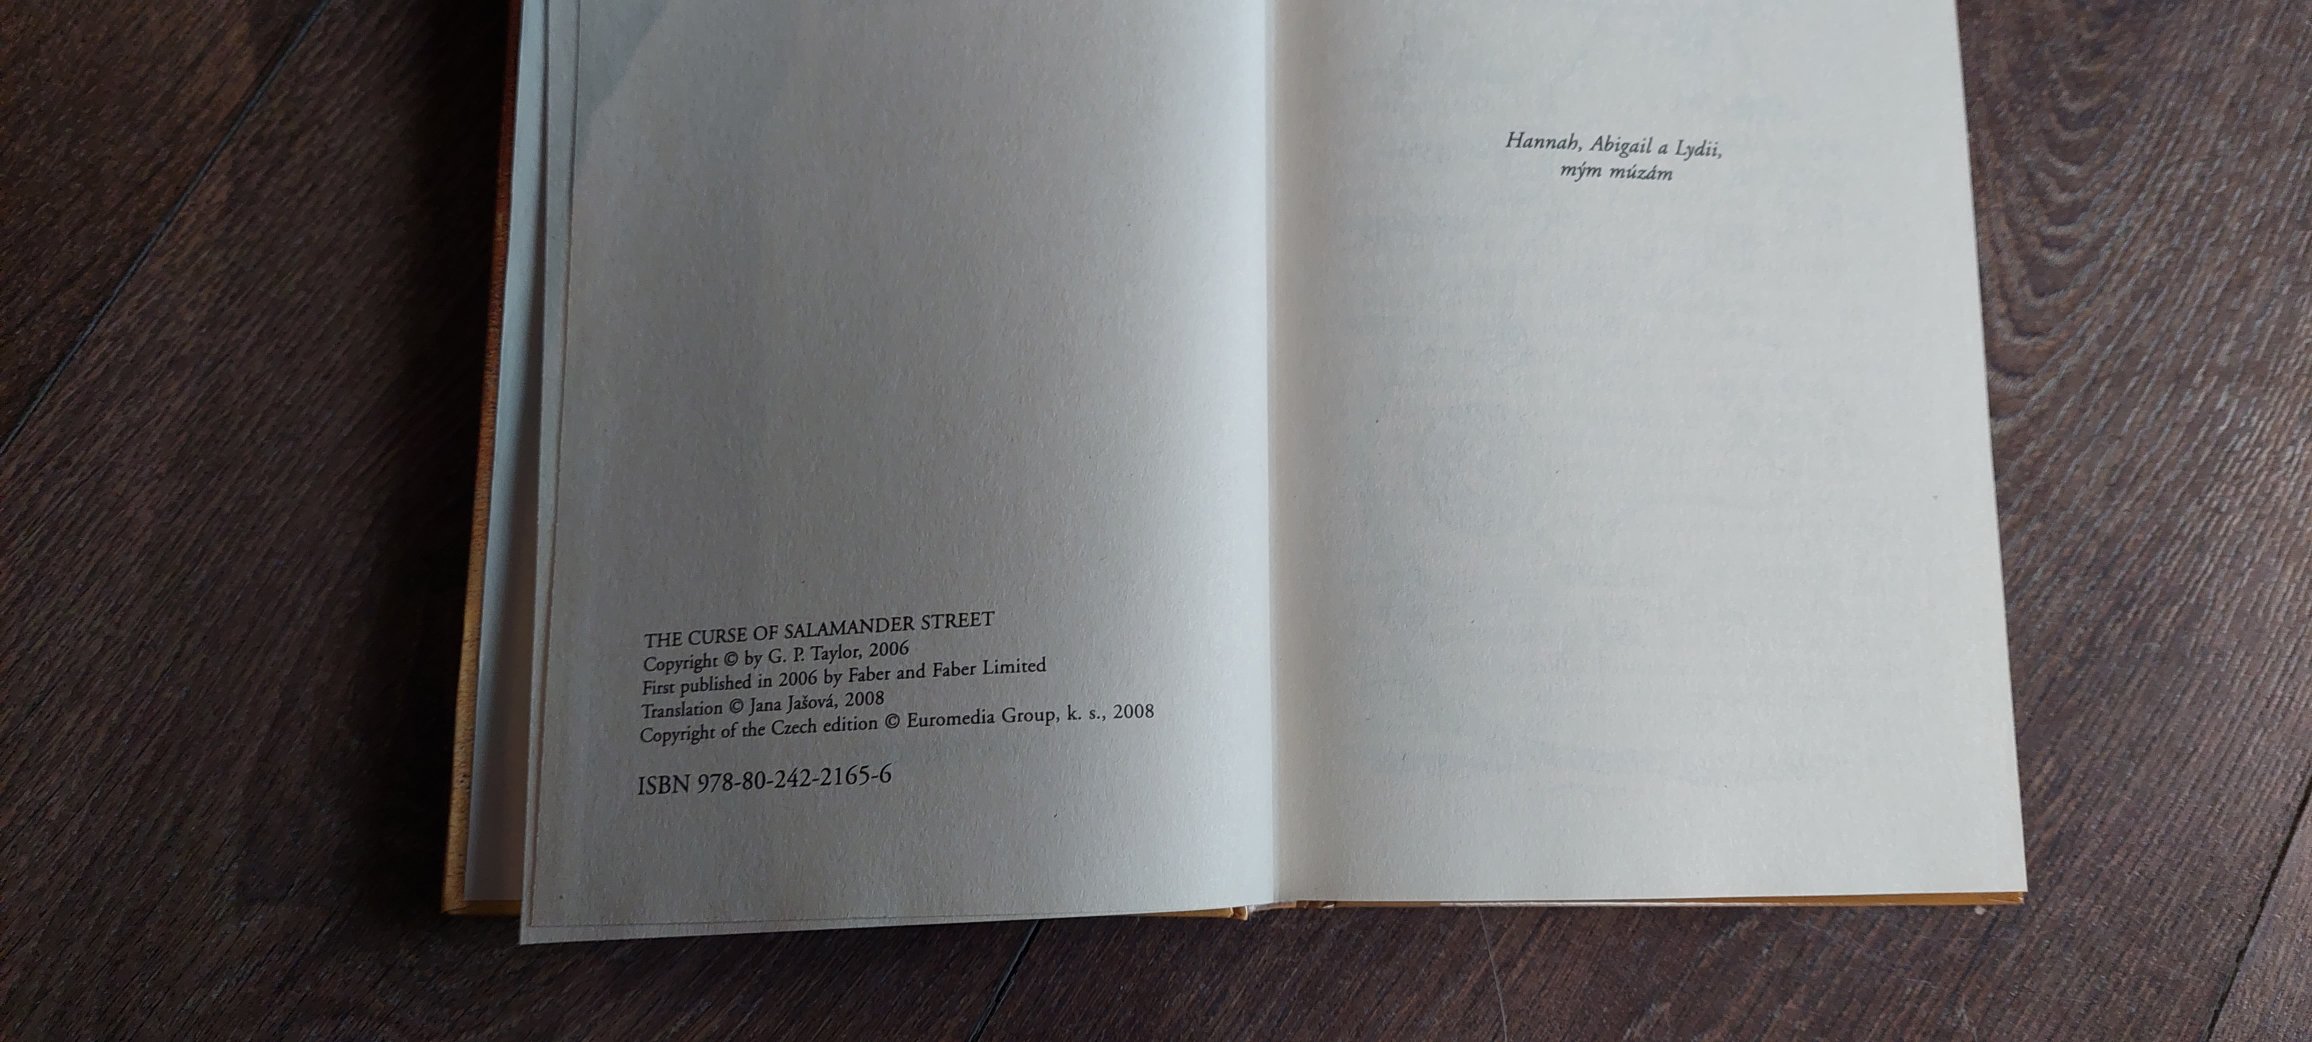 THE CURSE OF SALAMANDER STREET
Copyright © by G. P. Taylor, 2006
First published in 2006 by Faber and Faber Limited
Translation © Jana Jašová, 2008
Copyright of the Czech edition © Euromedia Group, k. s., 2008
ISBN 978-80-242-2165-6
Hannah, Abigail a Lydii,
mým múzám